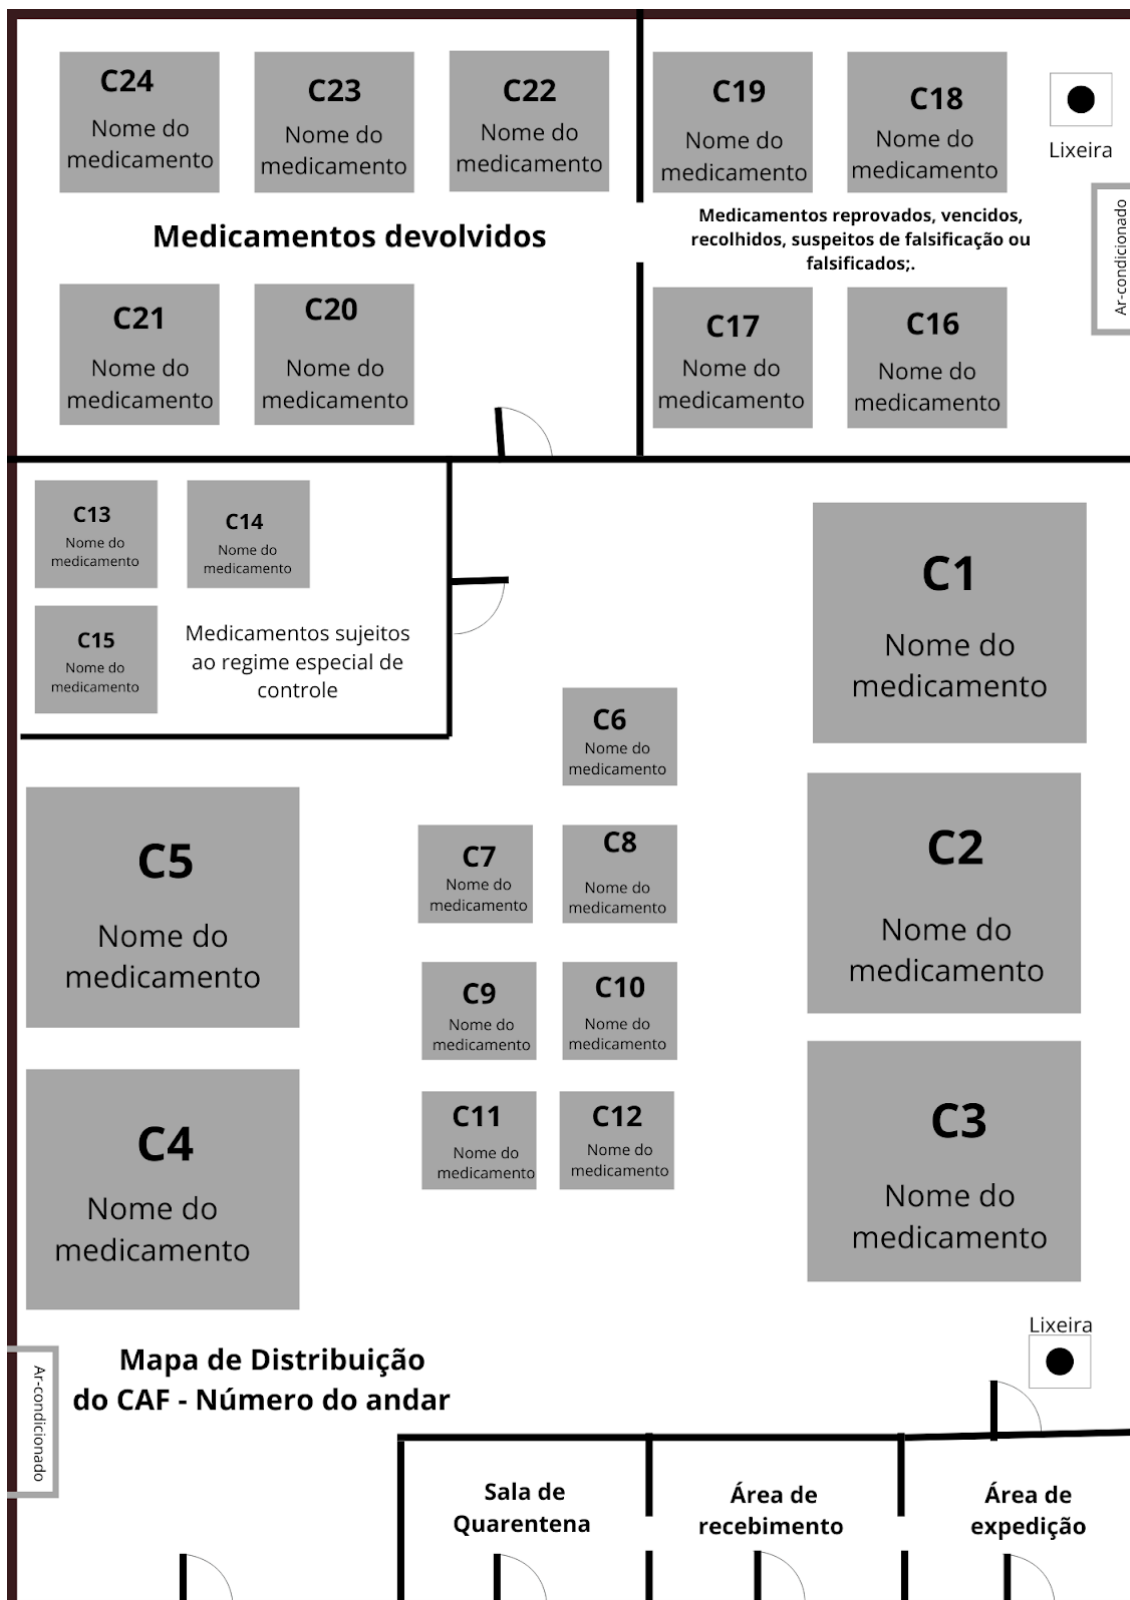 C24
Nome do
medicamento
C23
Nome do
medicamento
C22
Nome do
medicamento
C19
Nome do
medicamento
C18
Nome do
medicamento
Lixeira
Ar-condicionado
Medicamentos devolvidos
Medicamentos reprovados, vencidos,
recolhidos, suspeitos de falsificação ou
falsificados;.
C21
Nome do
medicamento
C20
Nome do
medicamento
C17
Nome do
medicamento
C16
Nome do
medicamento
C13
Nome do
medicamento
C14
Nome do
medicamento
C15
Nome do
medicamento
Medicamentos sujeitos
ao regime especial de
controle
C1
Nome do
medicamento
C6
Nome do
medicamento
C5
Nome do
medicamento
C7
Nome do
medicamento
C8
Nome do
medicamento
C2
Nome do
medicamento
C9
Nome do
medicamento
C10
Nome do
medicamento
C4
Nome do
medicamento
C11
Nome do
medicamento
C12
Nome do
medicamento
C3
Nome do
medicamento
Lixeira
Mapa de Distribuição
do CAF - Número do andar
Ar-condicionado
Sala de
Quarentena
Área de
recebimento
Área de
expedição